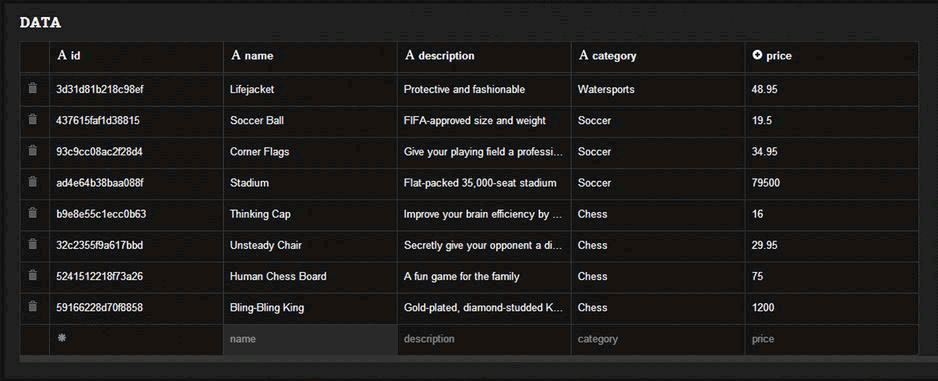 DATA
A id A name A description A category price
3d31d81b218c98ef Lifejacket Protective and fashionable Watersports 48.95
437615faf1d38815 Soccer Ball FIFA-approved size and weight Soccer 19.5
93c9cc08ac2f28d4 Corner Flags Give your playing field a professi... Soccer 34.95
ad4e64b38baa088f Stadium Flat-packed 35,000-seat stadium Soccer 79500
b9e8e55c1ecc0b63 Thinking Cap Improve your brain efficiency by ... Chess 16
32c2355f9a617bbd Unsteady Chair Secretly give your opponent a di... Chess 29.95
5241512218f73a26 Human Chess Board A fun game for the family Chess 75
59166228d70f8858 Bling-Bling King Gold-plated, diamond-studded K... Chess 1200
name description category price